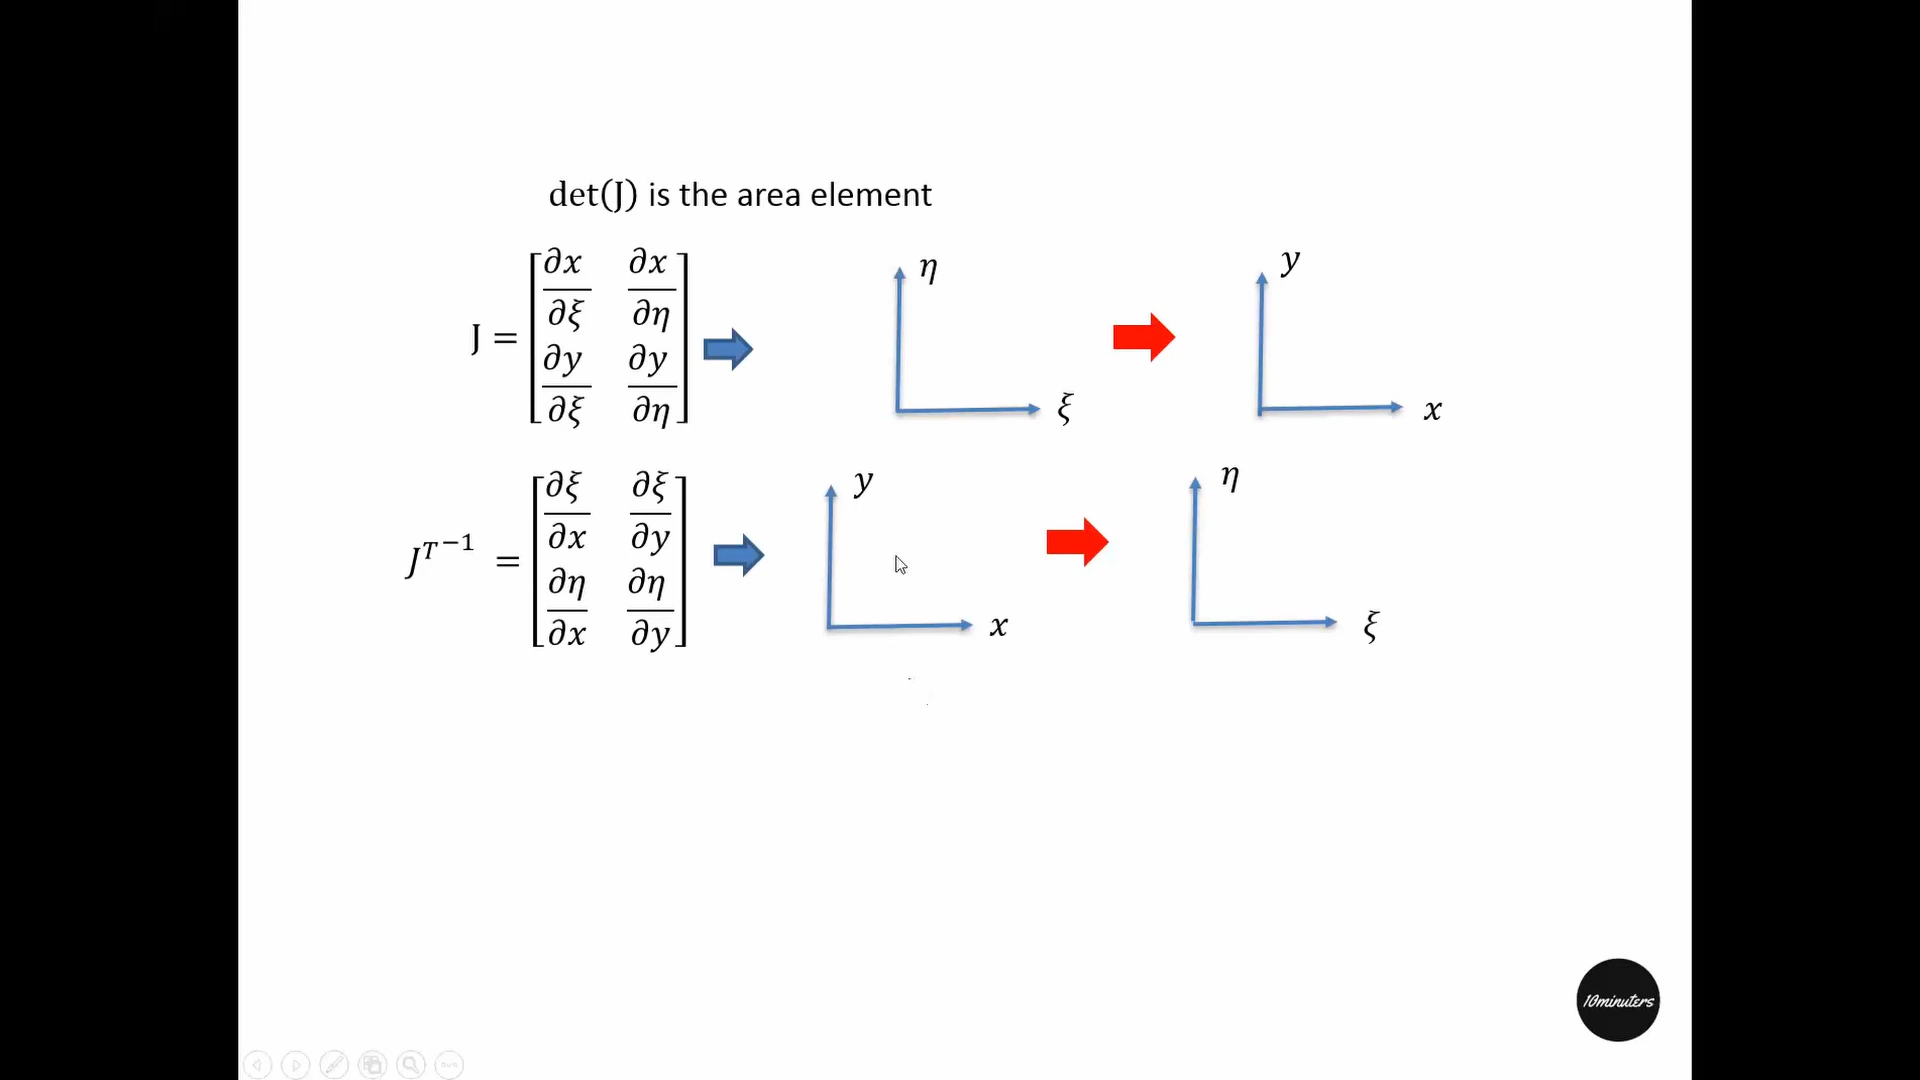 det(J) is the area element
J = [∂x/∂ξ ∂x/∂η
∂y/∂ξ ∂y/∂η]
η
ξ
y
x
J^{T^{-1}} = [∂ξ/∂x ∂ξ/∂y
∂η/∂x ∂η/∂y]
y
x
η
ξ
10minuters